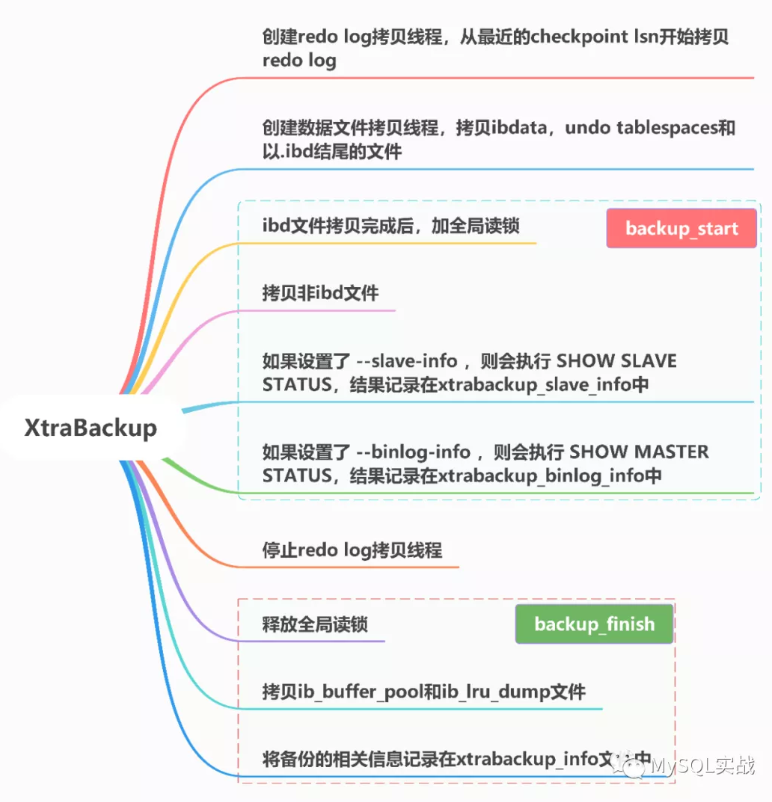 创建redo log拷贝线程，从最近的checkpoint lsn开始拷贝
redo log
创建数据文件拷贝线程，拷贝ibdata，undo tablespaces和
以.ibd结尾的文件
ibd文件拷贝完成后，加全局读锁
backup_start
拷贝非ibd文件
如果设置了 --slave-info ，则会执行 SHOW SLAVE
STATUS，结果记录在xtrabackup_slave_info中
XtraBackup
如果设置了 --binlog-info ，则会执行 SHOW MASTER
STATUS，结果记录在xtrabackup_binlog_info中
停止redo log拷贝线程
释放全局读锁
backup_finish
拷贝ib_buffer_pool和ib_lru_dump文件
将备份的相关信息记录在xtrabackup_info文件中
MySQL实战